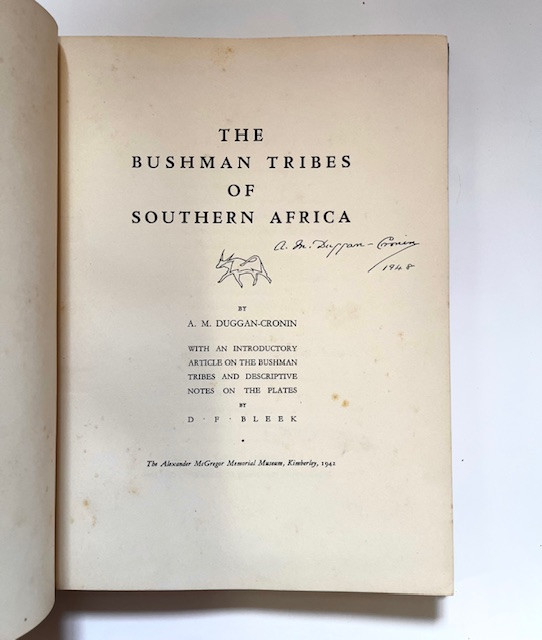 THE
BUSHMAN TRIBES
OF
SOUTHERN AFRICA
A. M. Duggan-Cronin
1948
BY
A. M. DUGGAN-CRONIN
WITH AN INTRODUCTORY
ARTICLE ON THE BUSHMAN
TRIBES AND DESCRIPTIVE
NOTES ON THE PLATES
BY
D · F · BLEEK
The Alexander McGregor Memorial Museum, Kimberley, 1942